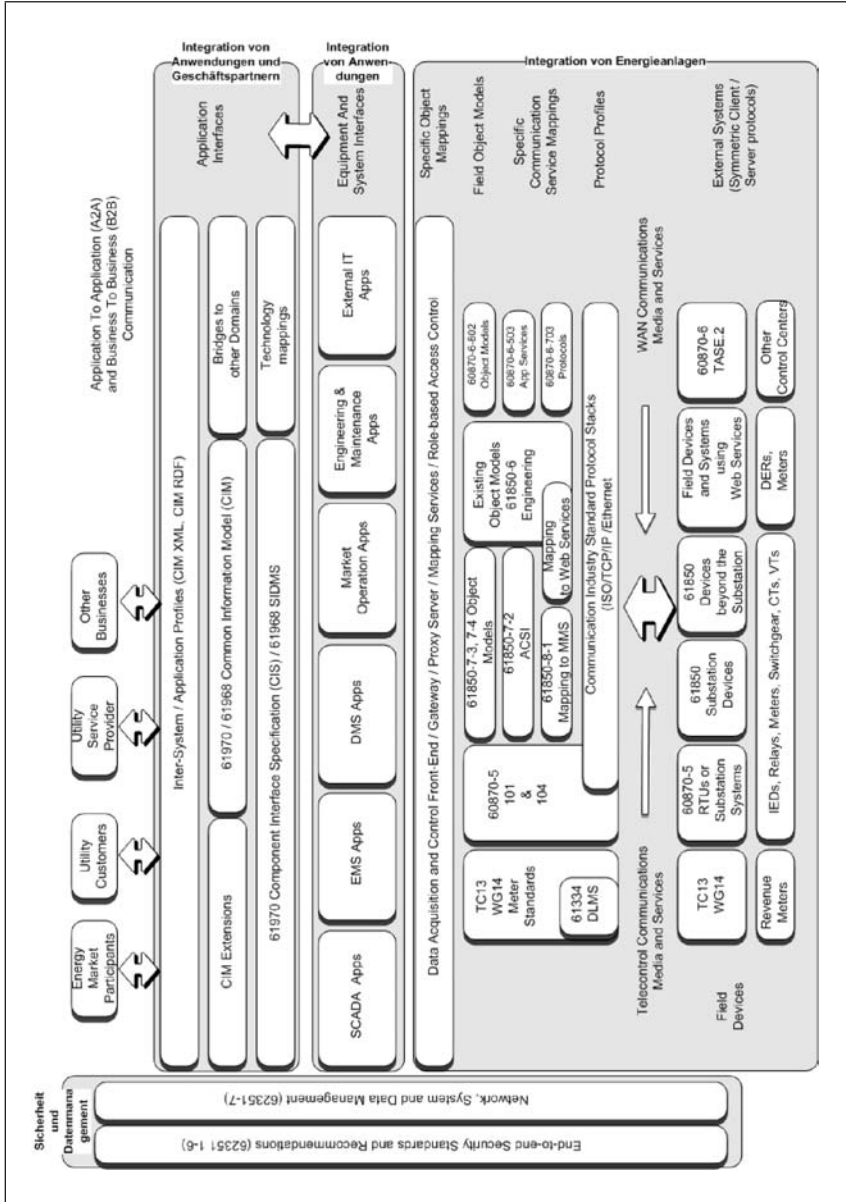 Sicherheit
und
Datenmana
gement
End-to-end Security Standards and Recommendations (62351 1-6)
Network, System and Data Management (62351-7)
Application To Application (A2A)
and Business To Business (B2B)
Communication
Energy
Market
Participants
Utility
Customers
Utility
Service
Provider
Other
Businesses
Integration von
Anwendungen und
Geschäftspartnern
Application
Interfaces
Inter-System / Application Profiles (CIM XML, CIM RDF)
CIM Extensions
61970 / 61968 Common Information Model (CIM)
Bridges to
other Domains
61970 Component Interface Specification (CIS) / 61968 SIDMS
Technology
mappings
Integration
von Anwen-
dungen
Equipment And
System Interfaces
SCADA Apps
EMS Apps
DMS Apps
Market
Operation Apps
Engineering &
Maintenance
Apps
External IT
Apps
Integration von Energieanlagen
Specific Object
Mappings
Data Acquisition and Control Front-End / Gateway / Proxy Server / Mapping Services / Role-based Access Control
Field Object Models
Specific
Communication
Service Mappings
Protocol Profiles
TC13
WG14
Meter
Standards
61334
DLMS
60870-5
101
&
104
61850-7-3, 7-4 Object
Models
61850-7-2
ACSI
61850-8-1
Mapping to MMS
Existing
Object Models
61850-6
Engineering
Mapping
to Web Services
60870-6-802
Object Models
60870-6-503
App Services
60870-6-703
Protocols
Communication Industry Standard Protocol Stacks
(ISO/TCP/IP /Ethernet)
Telecontrol Communications
Media and Services
WAN Communications
Media and Services
Field
Devices
TC13
WG14
60870-5
RTUs or
Substation
Systems
61850
Substation
Devices
61850
Devices
beyond the
Substation
Field Devices
and Systems
using
Web Services
60870-6
TASE.2
External Systems
(Symmetric Client /
Server protocols)
Revenue
Meters
IEDs, Relays, Meters, Switchgear, CTs, VTs
DERs,
Meters
Other
Control Centers